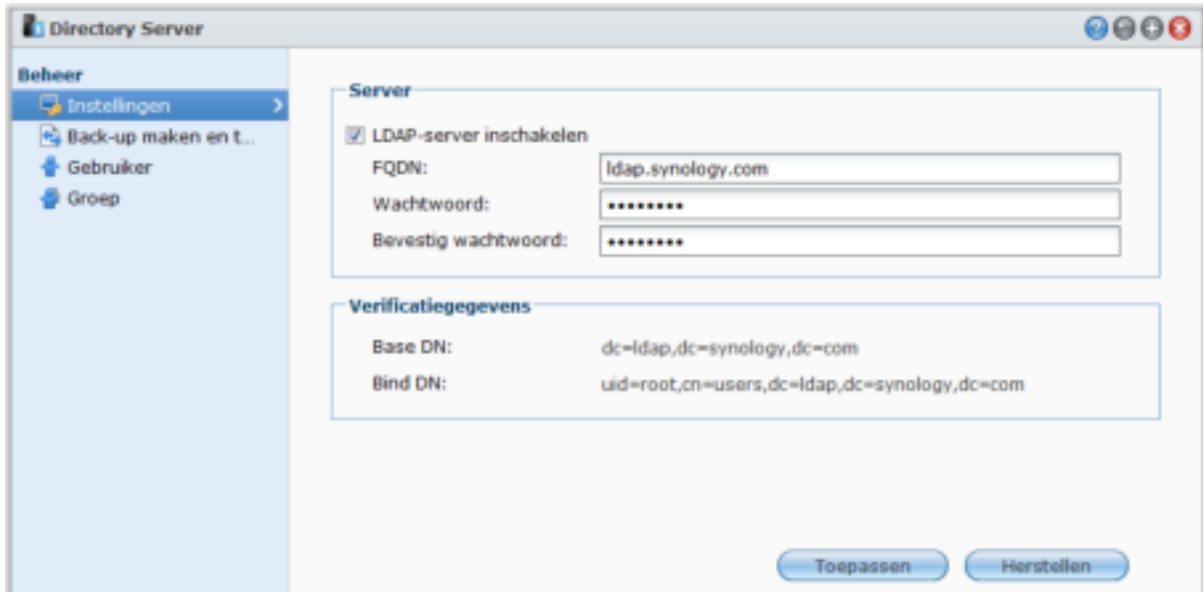 Directory Server
Beheer
Instellingen
Back-up maken en t...
Gebruiker
Groep
Server
LDAP-server inschakelen
FQDN: ldap.synology.com
Wachtwoord: ••••••••
Bevestig wachtwoord: ••••••••
Verificatiegegevens
Base DN: dc=ldap,dc=synology,dc=com
Bind DN: uid=root,cn=users,dc=ldap,dc=synology,dc=com
Toepassen Herstellen